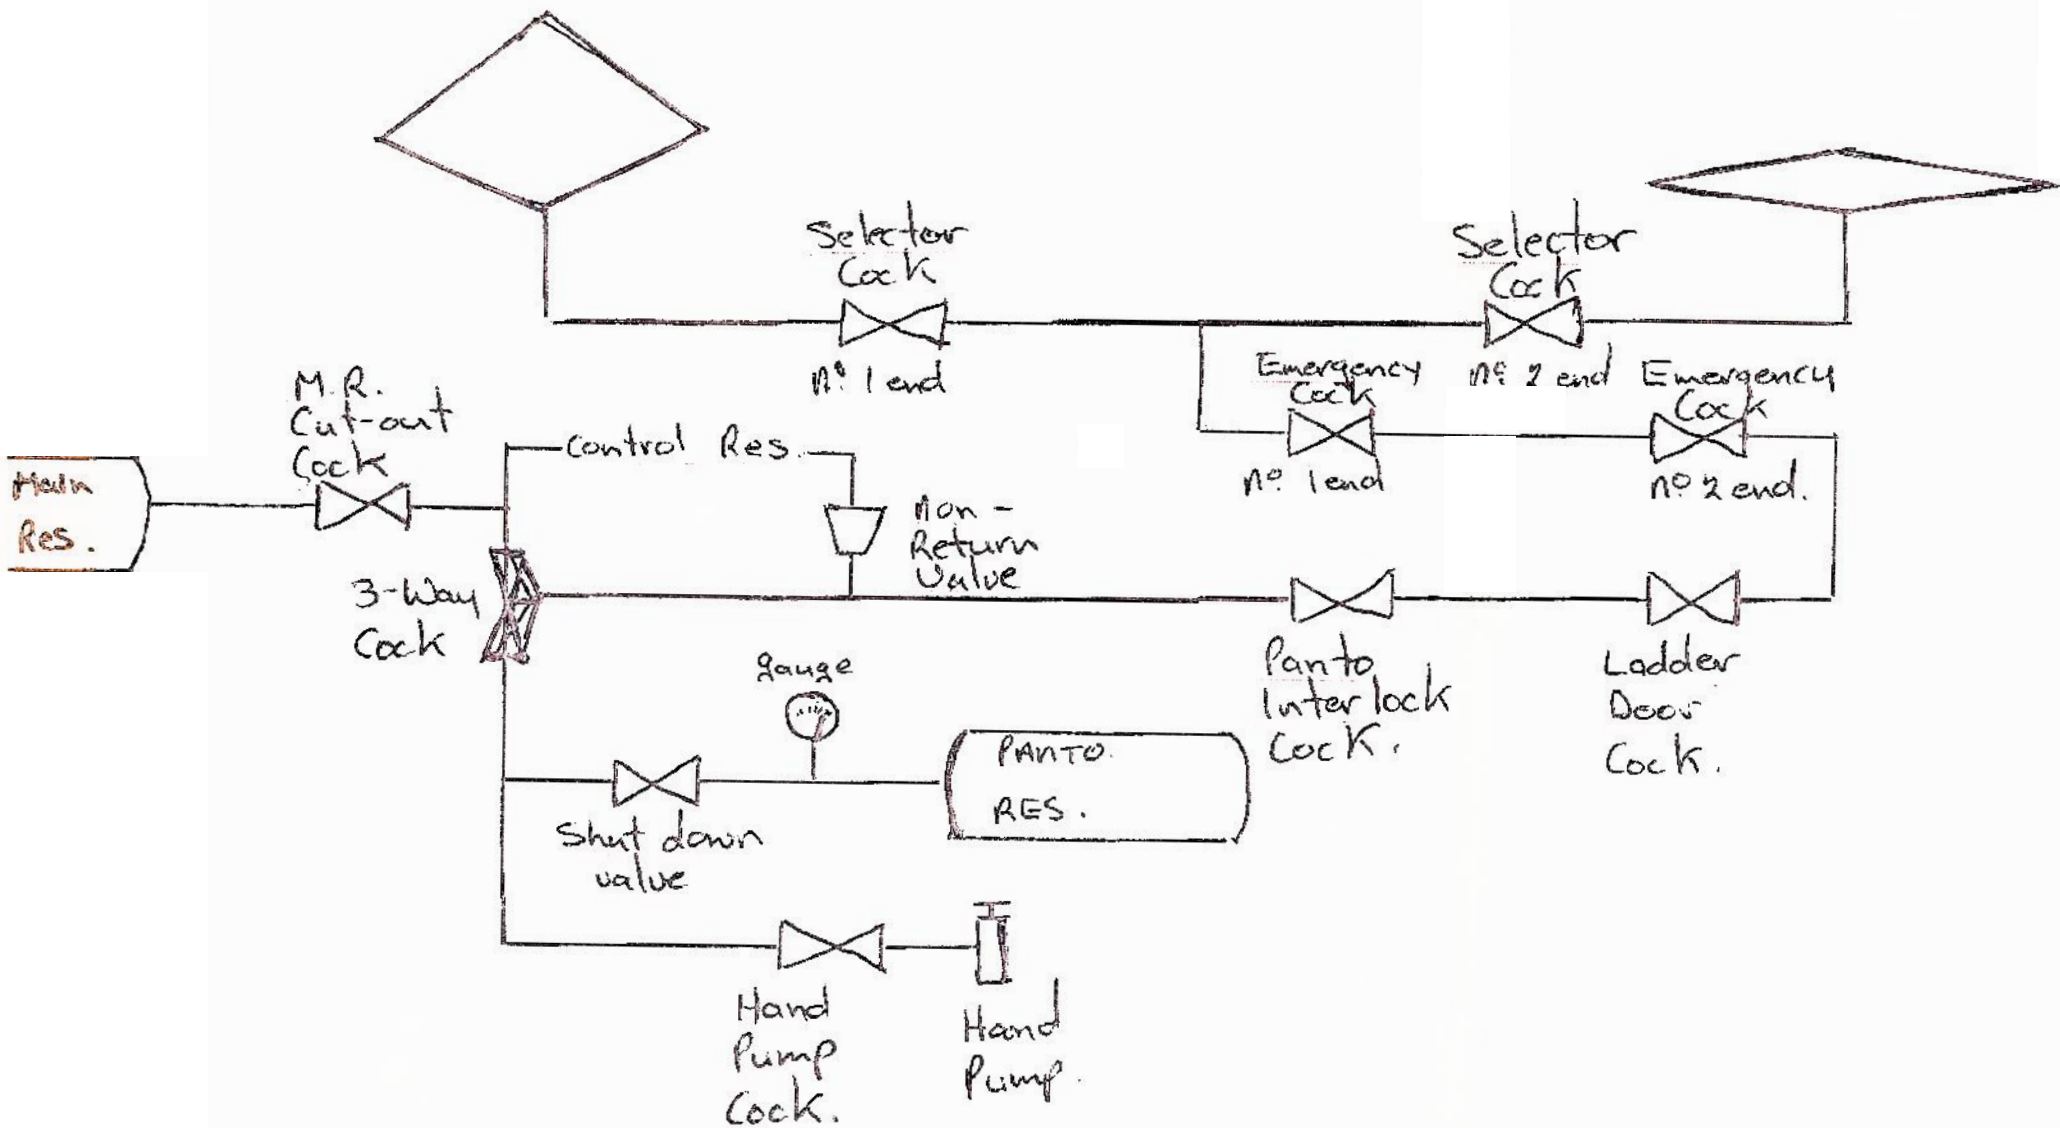 Selector
Cock
nº 1 end
Selector
Cock
nº 2 end
Emergency
Cock
nº 1 end
Emergency
Cock
nº 2 end.
M.R.
Cut-out
Cock
Main
Res.
Control Res.
Non-
Return
Valve
3-Way
Cock
Panto
Interlock
Cock.
Ladder
Door
Cock.
gauge
PANTO.
RES.
Shut down
valve
Hand
Pump
Cock.
Hand
Pump.